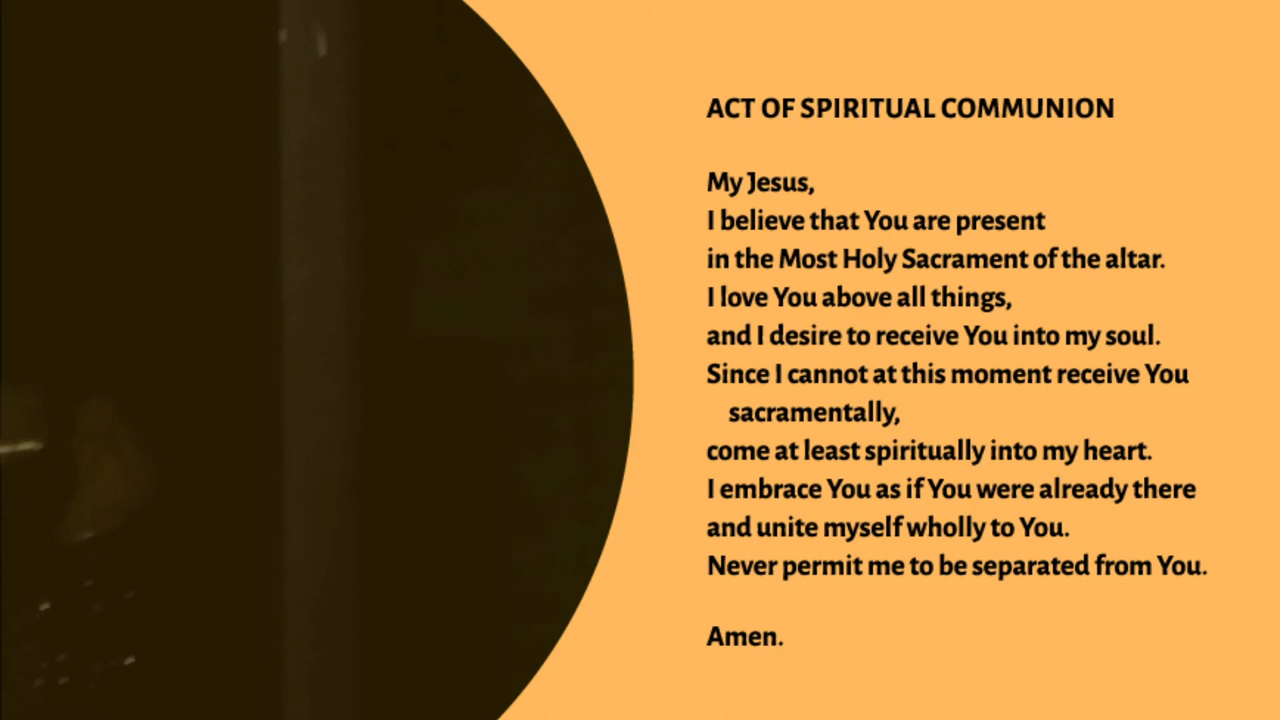 ACT OF SPIRITUAL COMMUNION
My Jesus,
I believe that You are present
in the Most Holy Sacrament of the altar.
I love You above all things,
and I desire to receive You into my soul.
Since I cannot at this moment receive You
sacramentally,
come at least spiritually into my heart.
I embrace You as if You were already there
and unite myself wholly to You.
Never permit me to be separated from You.
Amen.